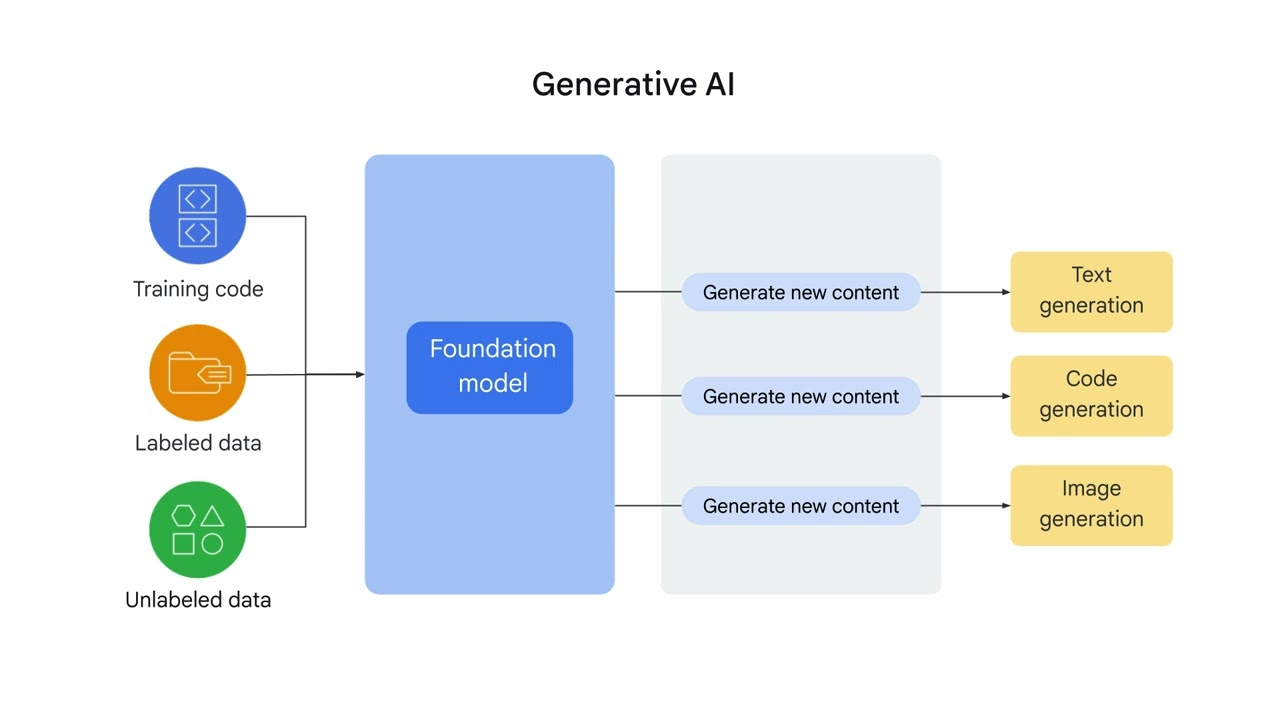 Generative AI
Training code
Labeled data
Unlabeled data
Foundation
model
Generate new content
Generate new content
Generate new content
Text
generation
Code
generation
Image
generation